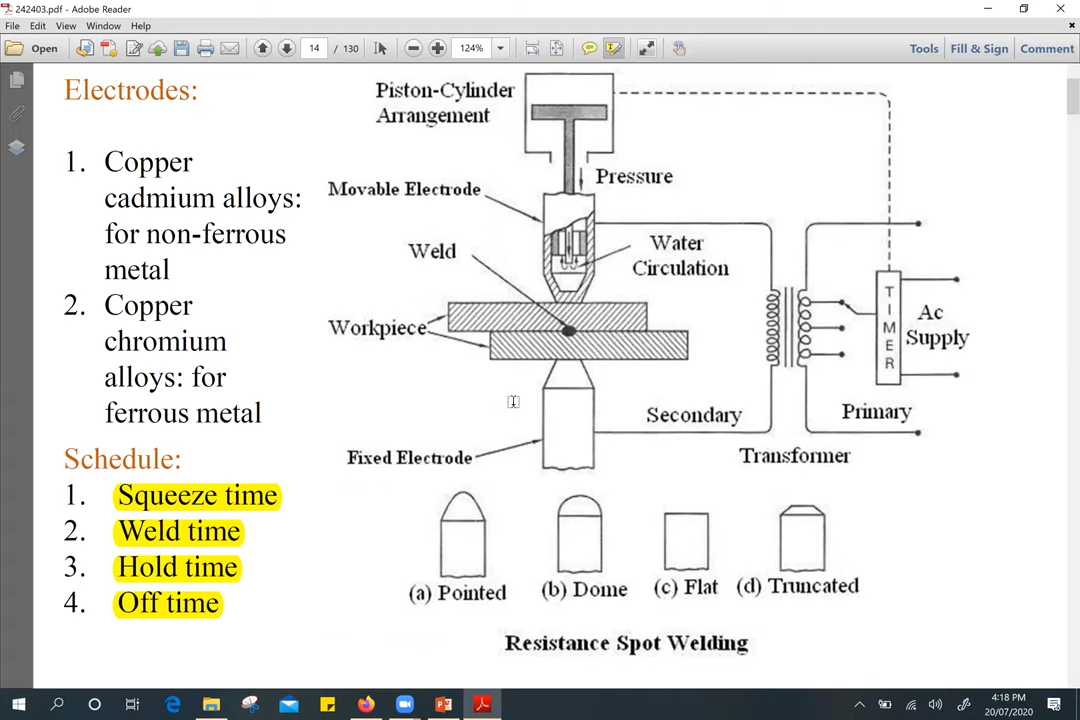 242403.pdf - Adobe Reader
File Edit View Window Help
Open 14 / 130 124% Tools Fill & Sign Comment
Electrodes:
1. Copper
cadmium alloys:
for non-ferrous
metal
2. Copper
chromium
alloys: for
ferrous metal
Schedule:
1. Squeeze time
2. Weld time
3. Hold time
4. Off time
Piston-Cylinder
Arrangement
Pressure
Movable Electrode
Weld
Water
Circulation
Workpiece
TIMER
Ac
Supply
Secondary
Primary
Fixed Electrode
Transformer
(a) Pointed (b) Dome (c) Flat (d) Truncated
Resistance Spot Welding
4:18 PM
20/07/2020